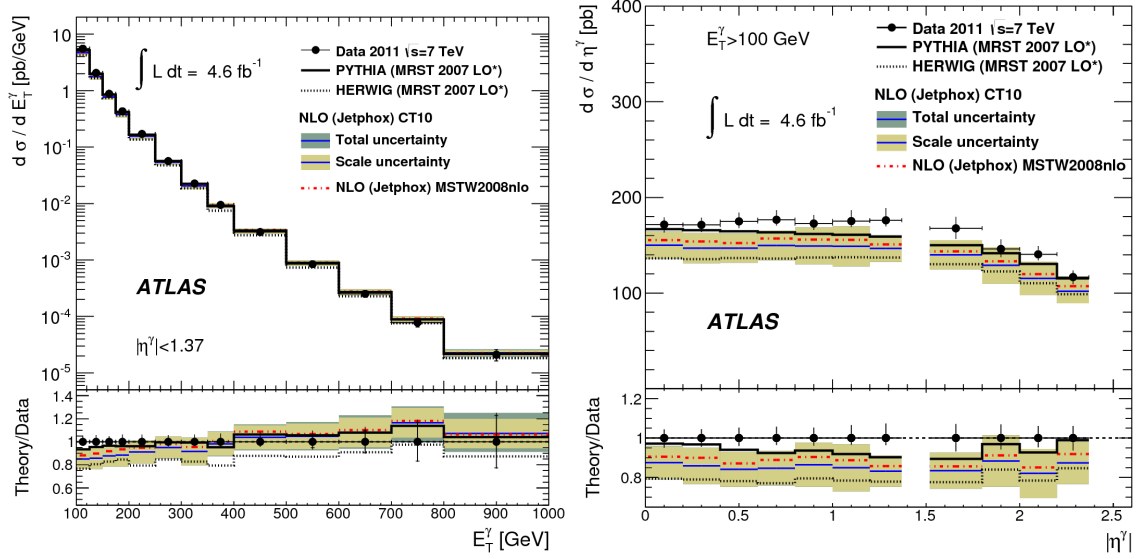 d σ / d E_T^γ [pb/GeV]
10
1
10^-1
10^-2
10^-3
10^-4
10^-5
∫ L dt = 4.6 fb^-1
Data 2011 √s=7 TeV
PYTHIA (MRST 2007 LO*)
HERWIG (MRST 2007 LO*)
NLO (Jetphox) CT10
Total uncertainty
Scale uncertainty
NLO (Jetphox) MSTW2008nlo
ATLAS
|η^γ|<1.37
Theory/Data
1.4
1.2
1
0.8
0.6
100 200 300 400 500 600 700 800 900 1000
E_T^γ [GeV]
d σ / d η^γ [pb]
400
360
300
260
200
160
100
60
0
E_T^γ>100 GeV
∫ L dt = 4.6 fb^-1
Data 2011 √s=7 TeV
PYTHIA (MRST 2007 LO*)
HERWIG (MRST 2007 LO*)
NLO (Jetphox) CT10
Total uncertainty
Scale uncertainty
NLO (Jetphox) MSTW2008nlo
ATLAS
Theory/Data
1.2
1
0.8
0 0.5 1 1.5 2 2.5
|η^γ|